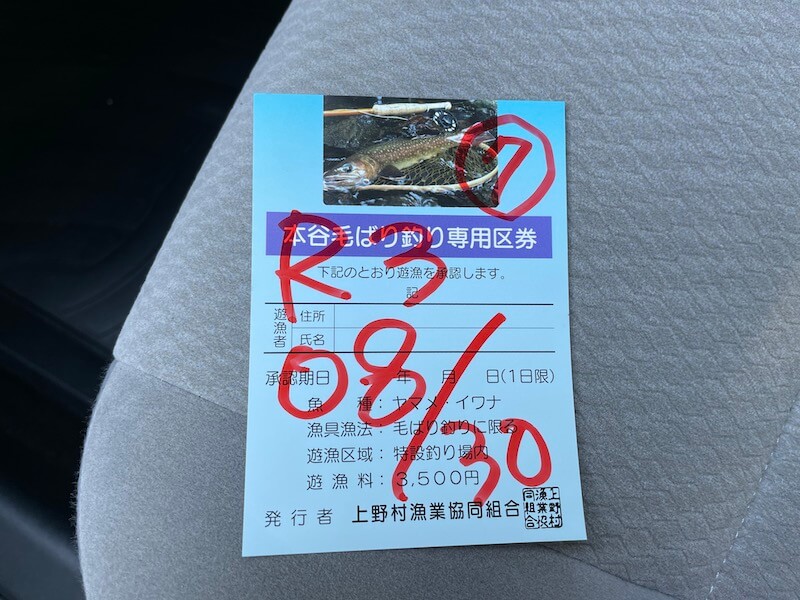 ⑦
本谷毛ばり釣り専用区券
R3
下記のとおり遊漁を承認します。
記
遊漁者 住所
氏名
08/30
承認期日 年 月 日(1日限)
魚種：ヤマメ・イワナ
漁具漁法：毛ばり釣りに限る
遊漁区域：特設釣り場内
遊漁料：3,500円
発行者 上野村漁業協同組合
上野村漁業協同組合